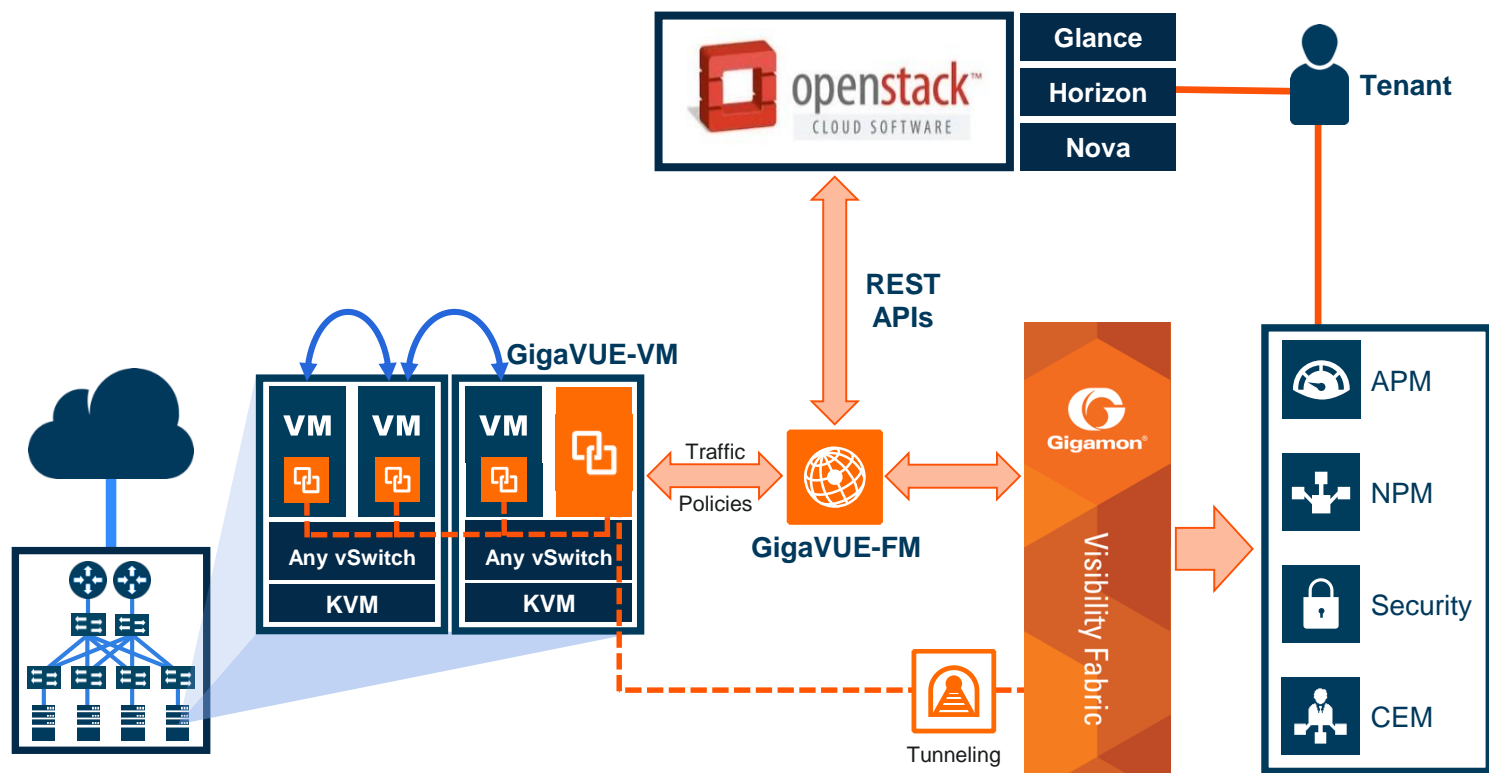 Glance
openstack™
CLOUD SOFTWARE
Horizon
Nova
Tenant
REST
APIs
GigaVUE-VM
VM
VM
VM
Any vSwitch
KVM
Any vSwitch
KVM
Traffic
Policies
GigaVUE-FM
Gigamon®
Visibility Fabric
Tunneling
APM
NPM
Security
CEM